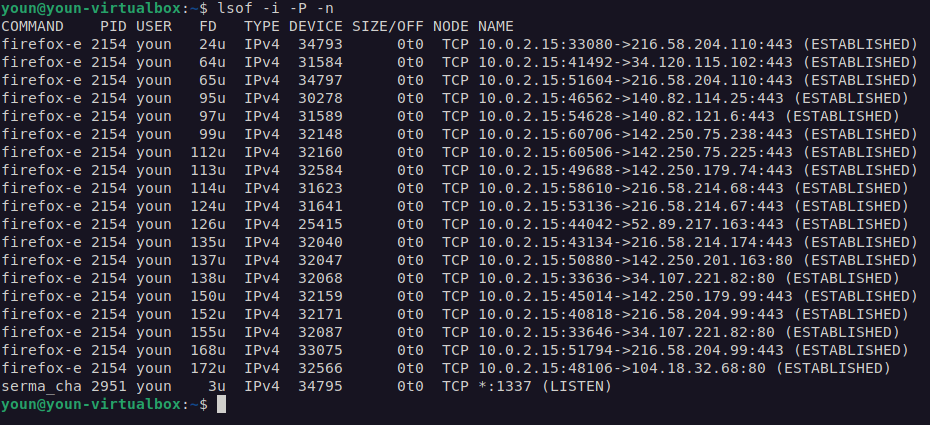 youn@youn-virtualbox:~$ lsof -i -P -n
COMMAND    PID USER   FD   TYPE DEVICE SIZE/OFF NODE NAME
firefox-e 2154 youn   24u  IPv4  34793      0t0  TCP 10.0.2.15:33080->216.58.204.110:443 (ESTABLISHED)
firefox-e 2154 youn   64u  IPv4  31584      0t0  TCP 10.0.2.15:41492->34.120.115.102:443 (ESTABLISHED)
firefox-e 2154 youn   65u  IPv4  34797      0t0  TCP 10.0.2.15:51604->216.58.204.110:443 (ESTABLISHED)
firefox-e 2154 youn   95u  IPv4  30278      0t0  TCP 10.0.2.15:46562->140.82.114.25:443 (ESTABLISHED)
firefox-e 2154 youn   97u  IPv4  31589      0t0  TCP 10.0.2.15:54628->140.82.121.6:443 (ESTABLISHED)
firefox-e 2154 youn   99u  IPv4  32148      0t0  TCP 10.0.2.15:60706->142.250.75.238:443 (ESTABLISHED)
firefox-e 2154 youn  112u  IPv4  32160      0t0  TCP 10.0.2.15:60506->142.250.75.225:443 (ESTABLISHED)
firefox-e 2154 youn  113u  IPv4  32584      0t0  TCP 10.0.2.15:49688->142.250.179.74:443 (ESTABLISHED)
firefox-e 2154 youn  114u  IPv4  31623      0t0  TCP 10.0.2.15:58610->216.58.214.68:443 (ESTABLISHED)
firefox-e 2154 youn  124u  IPv4  31641      0t0  TCP 10.0.2.15:53136->216.58.214.67:443 (ESTABLISHED)
firefox-e 2154 youn  126u  IPv4  25415      0t0  TCP 10.0.2.15:44042->52.89.217.163:443 (ESTABLISHED)
firefox-e 2154 youn  135u  IPv4  32040      0t0  TCP 10.0.2.15:43134->216.58.214.174:443 (ESTABLISHED)
firefox-e 2154 youn  137u  IPv4  32047      0t0  TCP 10.0.2.15:50880->142.250.201.163:80 (ESTABLISHED)
firefox-e 2154 youn  138u  IPv4  32068      0t0  TCP 10.0.2.15:33636->34.107.221.82:80 (ESTABLISHED)
firefox-e 2154 youn  150u  IPv4  32159      0t0  TCP 10.0.2.15:45014->142.250.179.99:443 (ESTABLISHED)
firefox-e 2154 youn  152u  IPv4  32171      0t0  TCP 10.0.2.15:40818->216.58.204.99:443 (ESTABLISHED)
firefox-e 2154 youn  155u  IPv4  32087      0t0  TCP 10.0.2.15:33646->34.107.221.82:80 (ESTABLISHED)
firefox-e 2154 youn  168u  IPv4  33075      0t0  TCP 10.0.2.15:51794->216.58.204.99:443 (ESTABLISHED)
firefox-e 2154 youn  172u  IPv4  32566      0t0  TCP 10.0.2.15:48106->104.18.32.68:80 (ESTABLISHED)
serma_cha 2951 youn    3u  IPv4  34795      0t0  TCP *:1337 (LISTEN)
youn@youn-virtualbox:~$